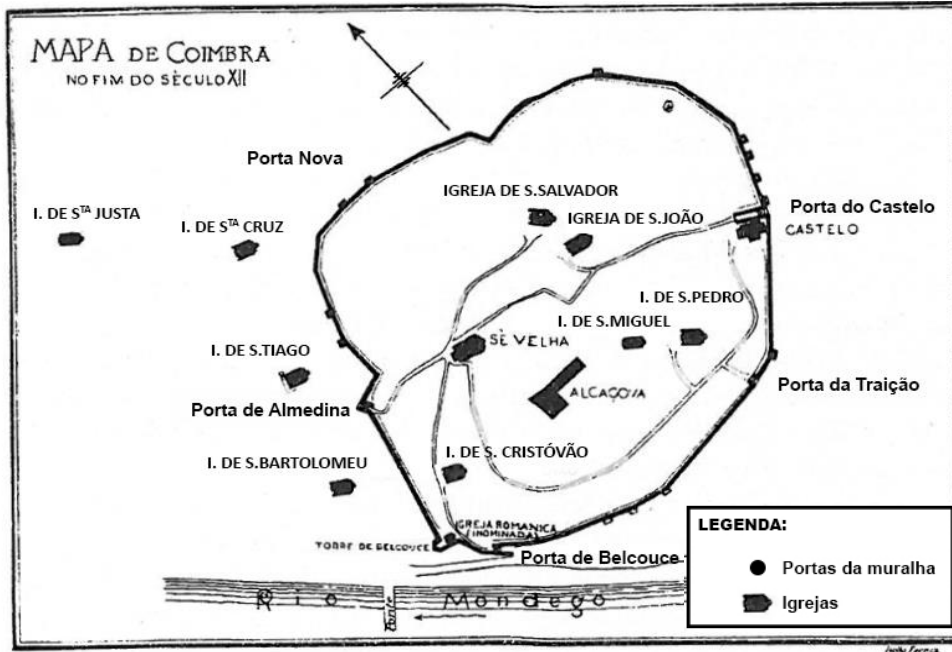 MAPA DE COIMBRA
NO FIM DO SÈCULO XII
Porta Nova
IGREJA DE S.SALVADOR
I. DE STA JUSTA
I. DE STA CRUZ
IGREJA DE S.JOÃO
Porta do Castelo
CASTELO
I. DE S.PEDRO
I. DE S.MIGUEL
SÈ VELHA
I. DE S.TIAGO
ALCAÇOVA
Porta da Traição
Porta de Almedina
I. DE S. CRISTÓVÃO
I. DE S.BARTOLOMEU
IGREJA ROMANICA
(INOMINADA)
TORRE DE BELCOUCE
Porta de Belcouce
LEGENDA:
Portas da muralha
Igrejas
Rio Mondego
Ponte